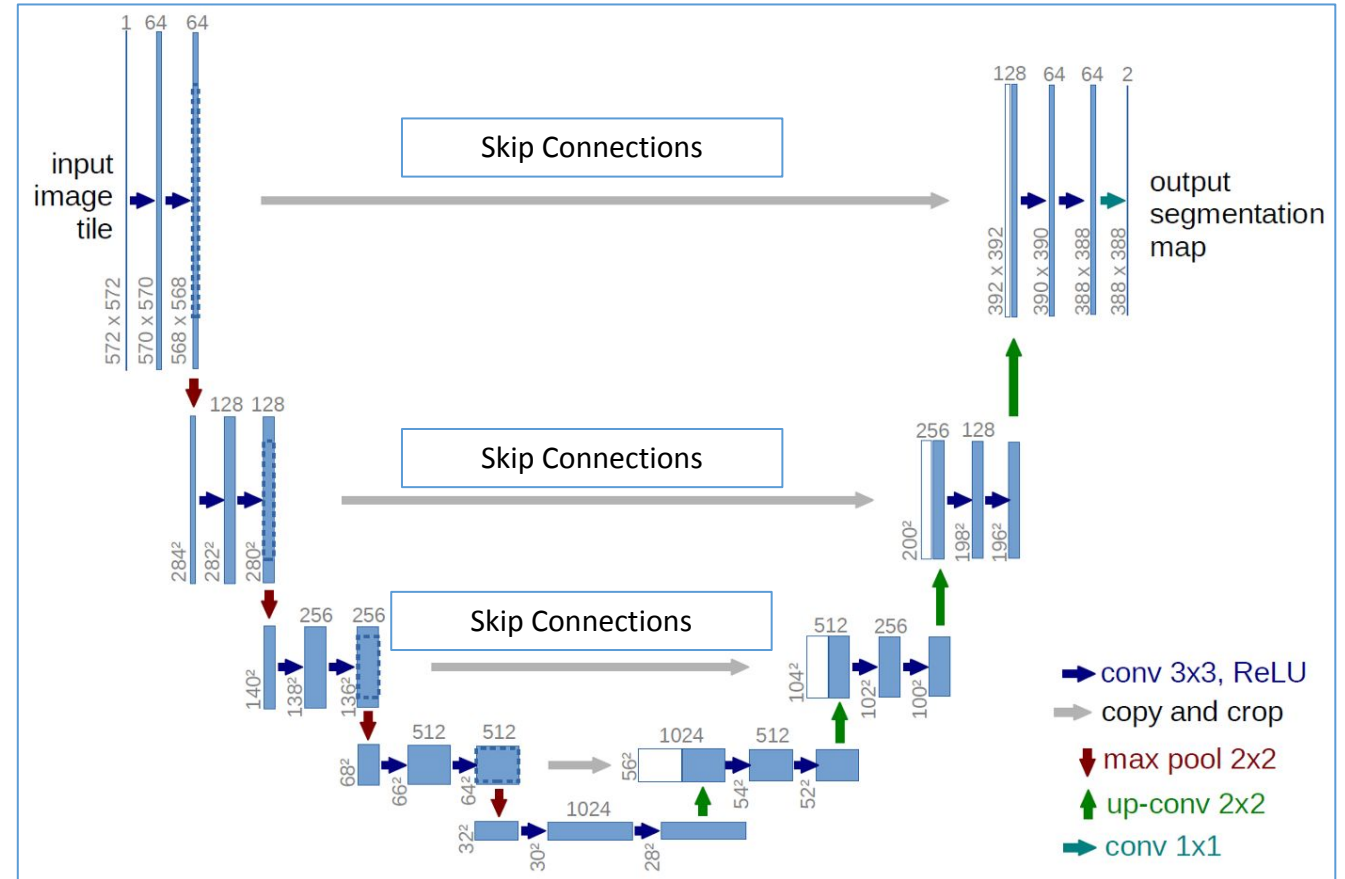 1 64 64
128 64 64 2
Skip Connections
input
image
tile
output
segmentation
map
572 x 572
570 x 570
568 x 568
392 x 392
390 x 390
388 x 388
388 x 388
128 128
256 128
Skip Connections
284²
282²
280²
200²
198²
196²
256 256
Skip Connections
512 256
140²
138²
136²
104²
102²
100²
conv 3x3, ReLU
copy and crop
max pool 2x2
up-conv 2x2
conv 1x1
512 512
1024 512
68²
66²
64²
56²
54²
52²
1024
32²
30²
28²